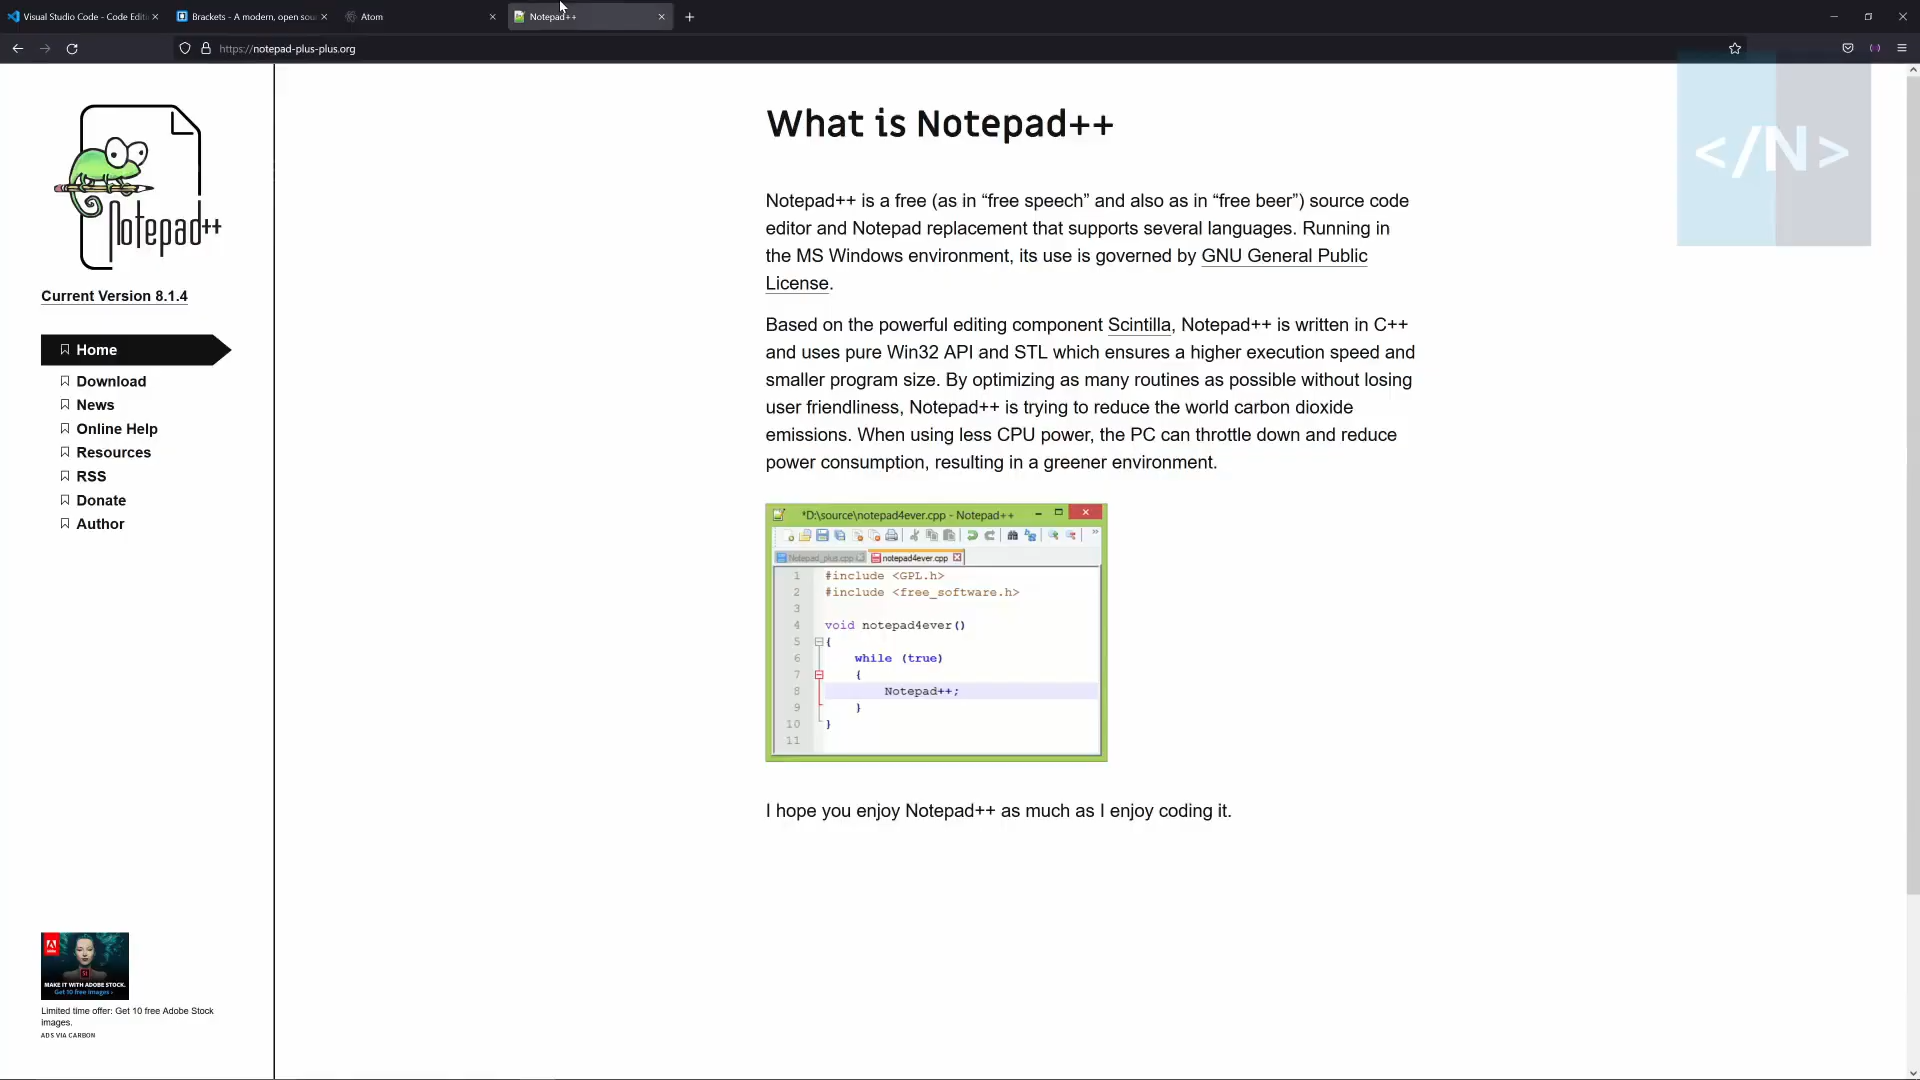 Visual Studio Code - Code Edit
Brackets - A modern, open sou
Atom
Notepad++
https://notepad-plus-plus.org
</N>
Notepad++
Current Version 8.1.4
Home
Download
News
Online Help
Resources
RSS
Donate
Author
MAKE IT WITH ADOBE STOCK.
Get 10 free images ›
Limited time offer: Get 10 free Adobe Stock
images.
ADS VIA CARBON
What is Notepad++
Notepad++ is a free (as in “free speech” and also as in “free beer”) source code
editor and Notepad replacement that supports several languages. Running in
the MS Windows environment, its use is governed by GNU General Public
License.
Based on the powerful editing component Scintilla, Notepad++ is written in C++
and uses pure Win32 API and STL which ensures a higher execution speed and
smaller program size. By optimizing as many routines as possible without losing
user friendliness, Notepad++ is trying to reduce the world carbon dioxide
emissions. When using less CPU power, the PC can throttle down and reduce
power consumption, resulting in a greener environment.
*D:\source\notepad4ever.cpp - Notepad++
Notepad_plus.cpp notepad4ever.cpp
1 #include <GPL.h>
2 #include <free_software.h>
3
4 void notepad4ever()
5 {
6 while (true)
7 {
8 Notepad++;
9 }
10 }
11
I hope you enjoy Notepad++ as much as I enjoy coding it.